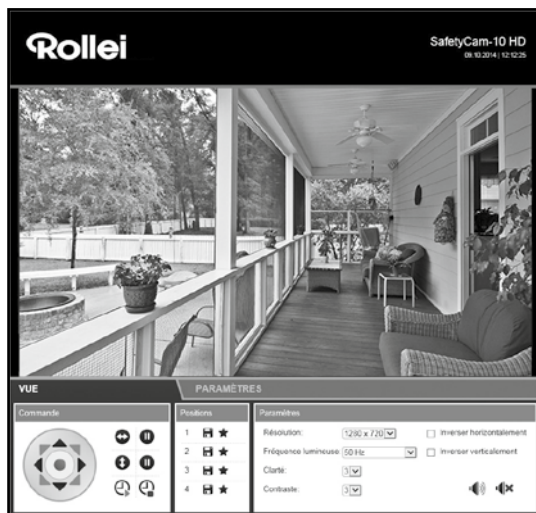 Rollei
SafetyCam-10 HD
09.10.2014 | 12:12:25
VUE
PARAMÈTRES
Commande
Positions
Paramètres
1
2
3
4
Résolution: 1280 x 720
Inverser horizontalement
Fréquence lumineuse: 50 Hz
Inverser verticalement
Clarté: 3
Contraste: 3